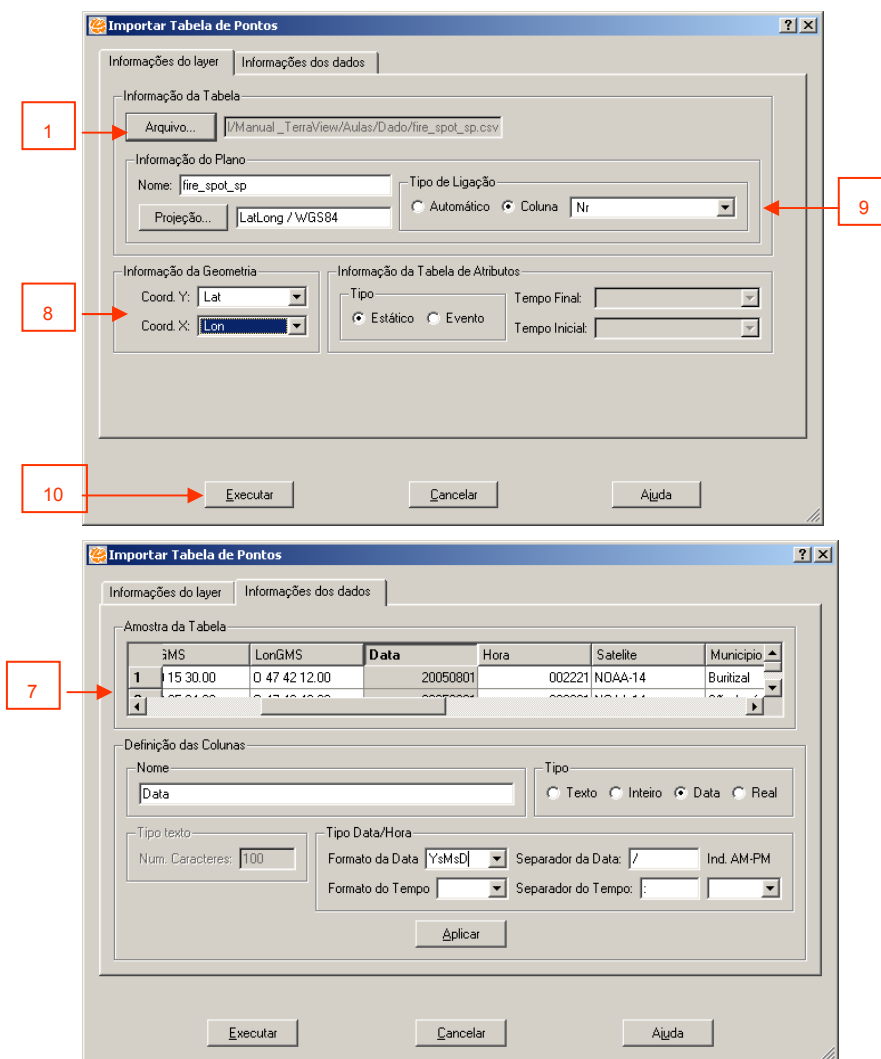 Importar Tabela de Pontos
Informações do layer Informações dos dados
Informação da Tabela
1 Arquivo... l/Manual_TerraView/Aulas/Dado/fire_spot_sp.csv
Informação do Plano
Nome: fire_spot_sp
Tipo de Ligação
Automático Coluna Nr
9
Projeção... LatLong / WGS84
Informação da Geometria
Coord. Y: Lat
8
Coord. X: Lon
Informação da Tabela de Atributos
Tipo
Estático Evento
Tempo Final:
Tempo Inicial:
10 Executar Cancelar Ajuda
Importar Tabela de Pontos
Informações do layer Informações dos dados
Amostra da Tabela
GMS LonGMS Data Hora Satelite Municipio
7
1 15 30.00 O 47 42 12.00 20050801 002221 NOAA-14 Buritizal
Definição das Colunas
Nome
Data
Tipo
Texto Inteiro Data Real
Tipo texto
Num. Caracteres: 100
Tipo Data/Hora
Formato da Data YsMsD Separador da Data: / Ind. AM-PM
Formato do Tempo Separador do Tempo: :
Aplicar
Executar Cancelar Ajuda